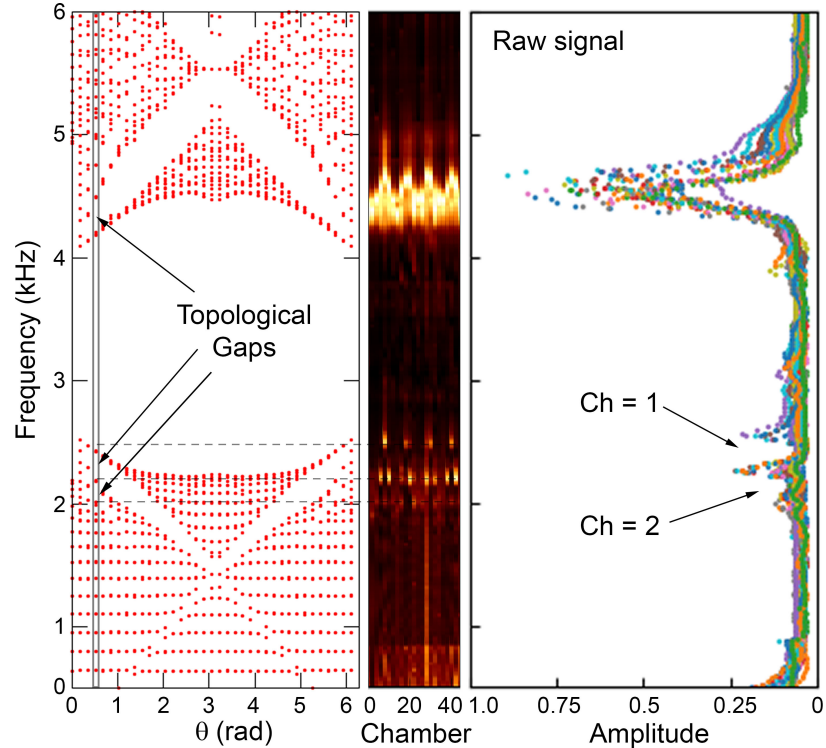 Raw signal
6
5
4
3
2
1
0
Frequency (kHz)
Topological
Gaps
Ch = 1
Ch = 2
0 1 2 3 4 5 6
θ (rad)
0 20 40
Chamber
1.0 0.75 0.5 0.25 0
Amplitude